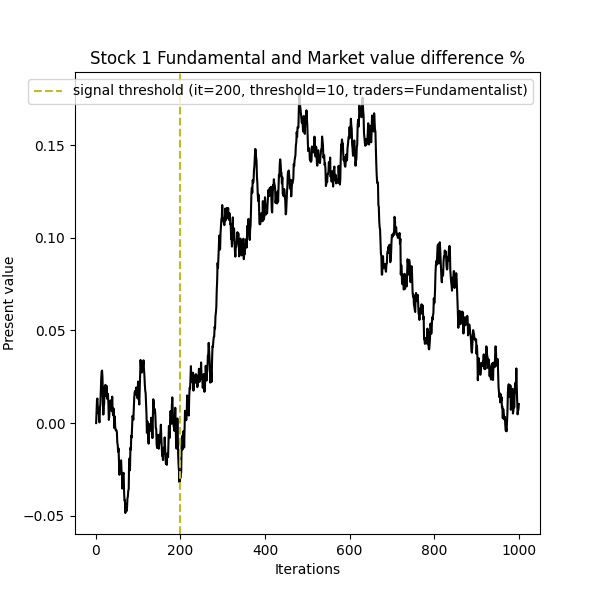 Stock 1 Fundamental and Market value difference %
signal threshold (it=200, threshold=10, traders=Fundamentalist)
0.15
0.10
0.05
0.00
−0.05
Present value
0
200
400
600
800
1000
Iterations